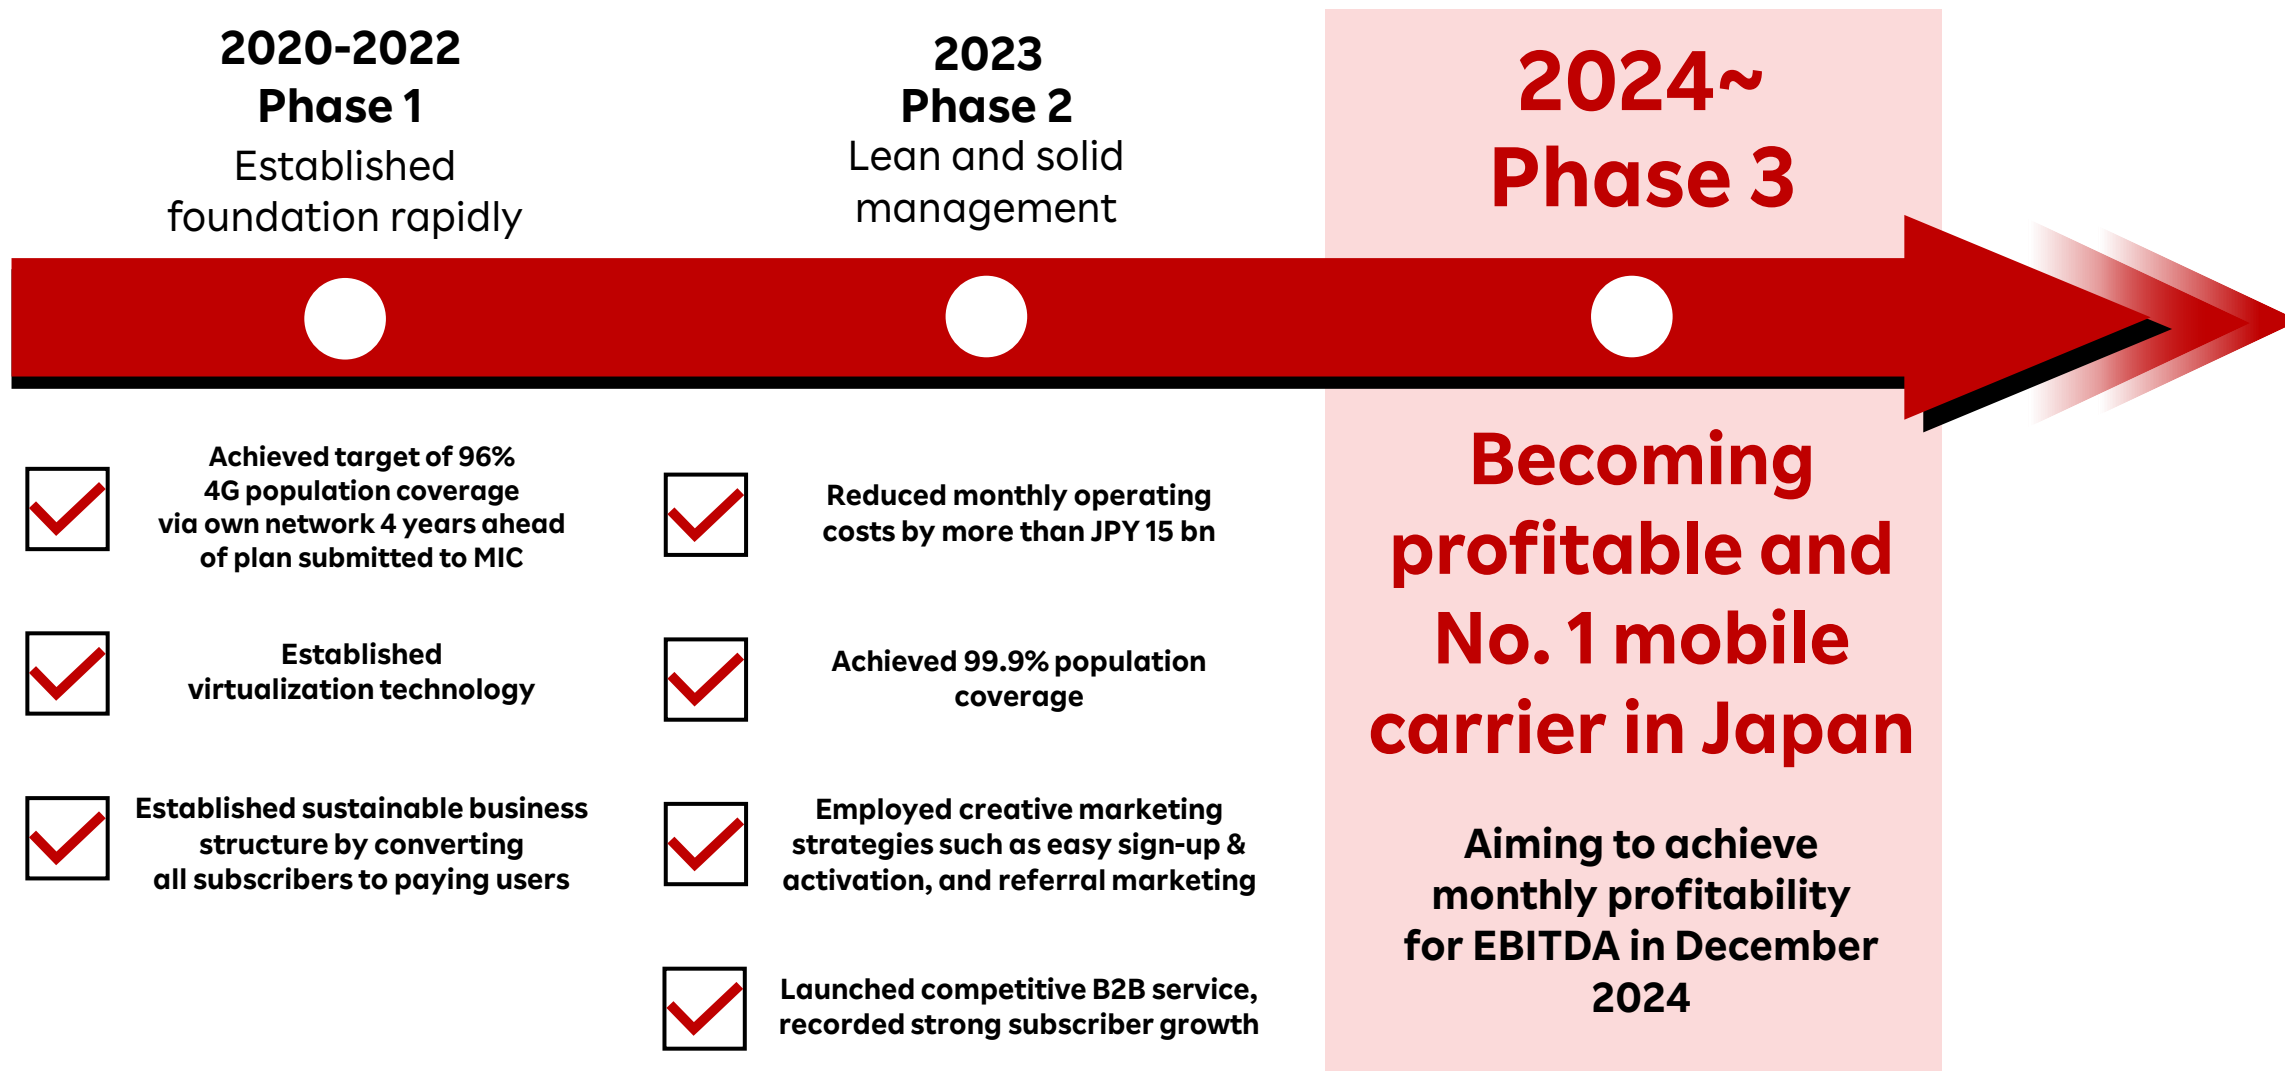 2020-2022
Phase 1
Established
foundation rapidly
2023
Phase 2
Lean and solid
management
2024~
Phase 3
Achieved target of 96%
4G population coverage
via own network 4 years ahead
of plan submitted to MIC
Established
virtualization technology
Established sustainable business
structure by converting
all subscribers to paying users
Reduced monthly operating
costs by more than JPY 15 bn
Achieved 99.9% population
coverage
Employed creative marketing
strategies such as easy sign-up &
activation, and referral marketing
Launched competitive B2B service,
recorded strong subscriber growth
Becoming
profitable and
No. 1 mobile
carrier in Japan
Aiming to achieve
monthly profitability
for EBITDA in December
2024